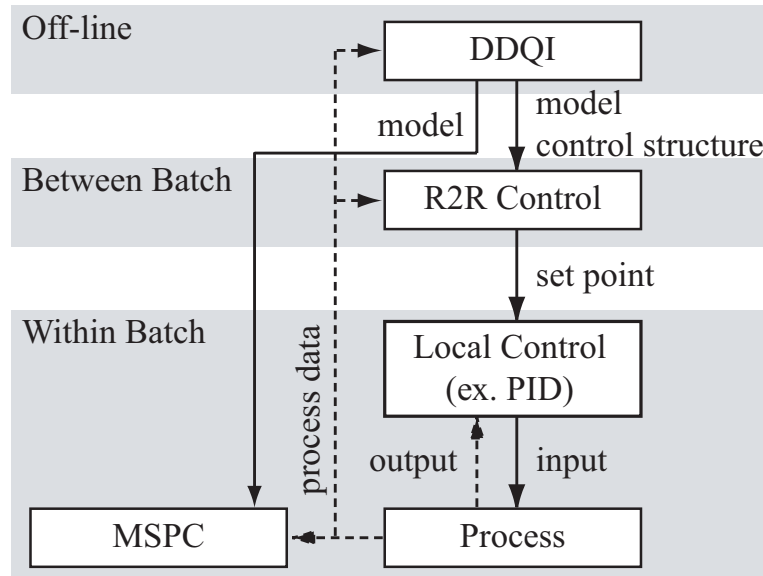 Off-line
DDQI
model
model
control structure
Between Batch
R2R Control
set point
Within Batch
Local Control
(ex. PID)
process data
output
input
MSPC
Process